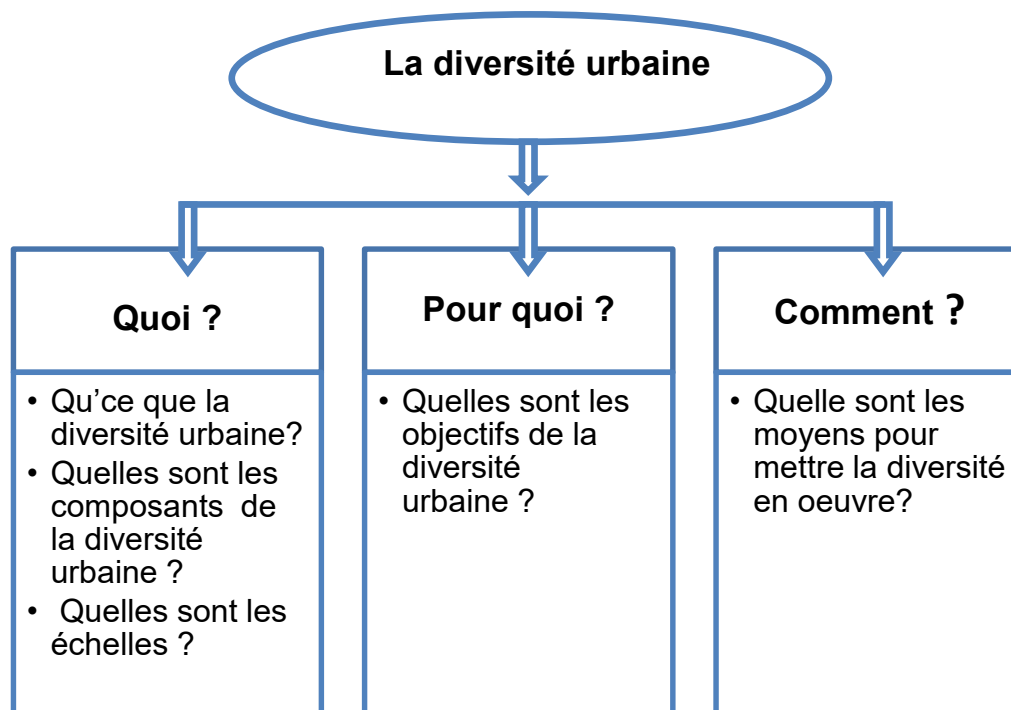 La diversité urbaine
Quoi ?
• Qu’ce que la
diversité urbaine?
• Quelles sont les
composants de
la diversité
urbaine ?
• Quelles sont les
échelles ?
Pour quoi ?
• Quelles sont les
objectifs de la
diversité
urbaine ?
Comment ?
• Quelle sont les
moyens pour
mettre la diversité
en oeuvre?